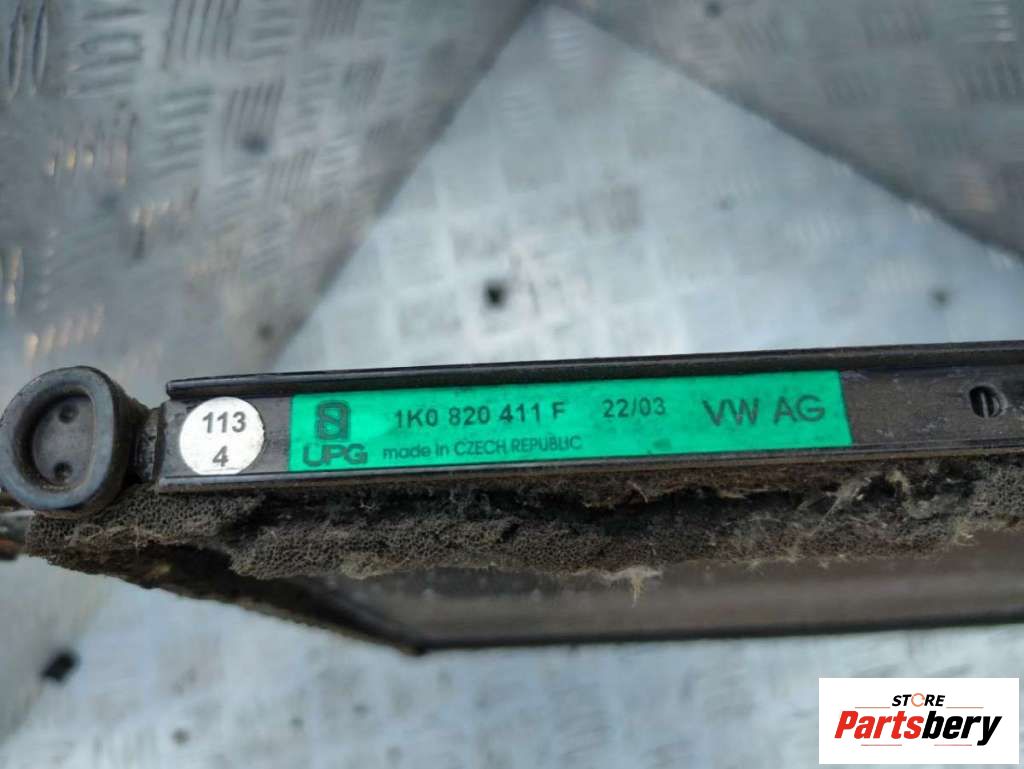 113
4
UPG
1K0 820 411 F 22/03 VW AG
made in CZECH REPUBLIC
STORE
Partsbery